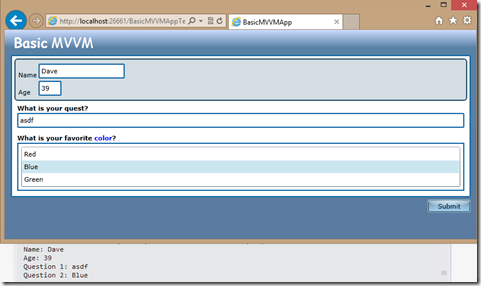 http://localhost:26661/BasicMVVMAppTe
BasicMVVMApp
Basic MVVM
Name Dave
Age 39
What is your quest?
asdf
What is your favorite color?
Red
Blue
Green
Submit
Name: Dave
Age: 39
Question 1: asdf
Question 2: Blue